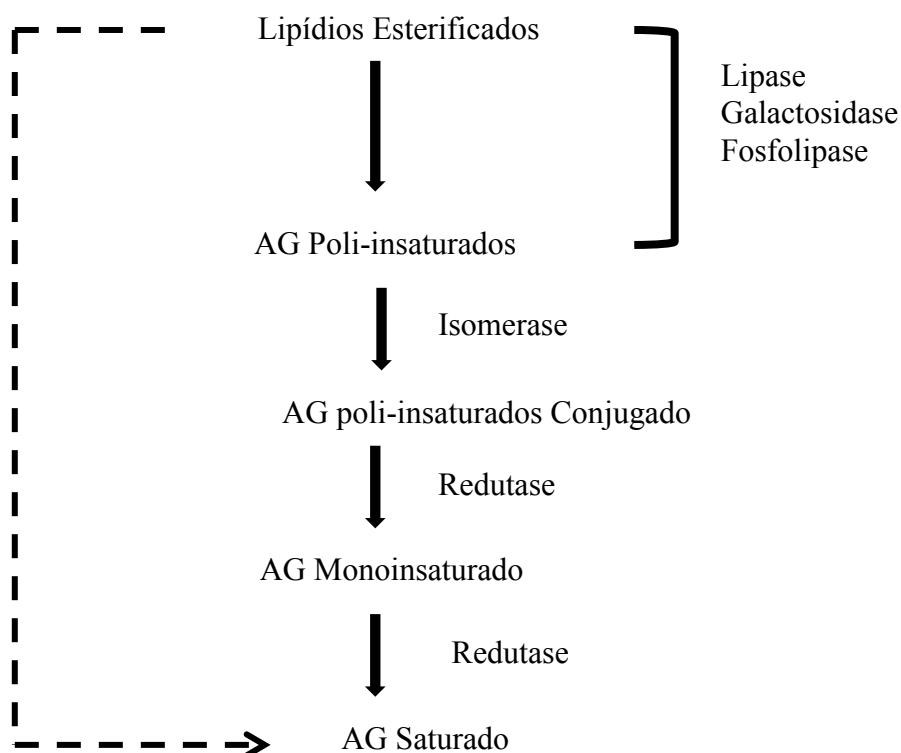 Lipídios Esterificados
Lipase
Galactosidase
Fosfolipase
AG Poli-insaturados
Isomerase
AG poli-insaturados Conjugado
Redutase
AG Monoinsaturado
Redutase
AG Saturado